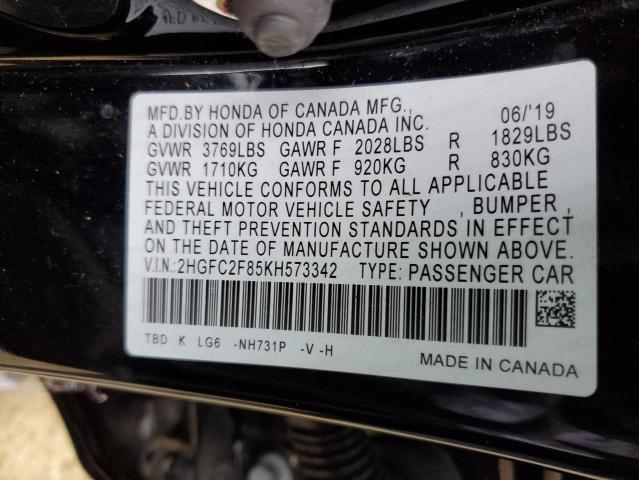 MFD.BY HONDA OF CANADA MFG., 06/'19
A DIVISION OF HONDA CANADA INC.
GVWR 3769LBS GAWR F 2028LBS R 1829LBS
GVWR 1710KG GAWR F 920KG R 830KG
THIS VEHICLE CONFORMS TO ALL APPLICABLE
FEDERAL MOTOR VEHICLE SAFETY , BUMPER ,
AND THEFT PREVENTION STANDARDS IN EFFECT
ON THE DATE OF MANUFACTURE SHOWN ABOVE.
V.I.N.:2HGFC2F85KH573342 TYPE: PASSENGER CAR
TBD K LG6 -NH731P -V -H
MADE IN CANADA